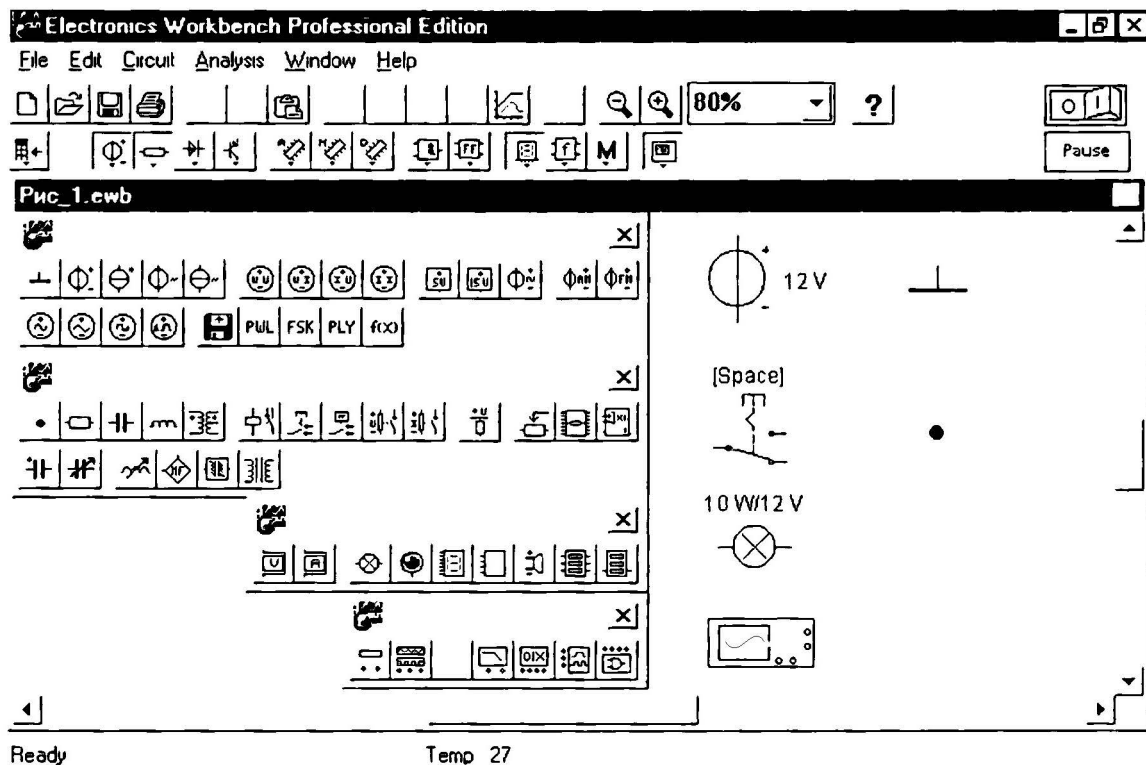 Electronics Workbench Professional Edition
File Edit Circuit Analysis Window Help
80% ?
Pause
Рис_1.ewb
12 V
PWL FSK PLY f(x)
[Space]
10 W/12 V
Ready Temp 27